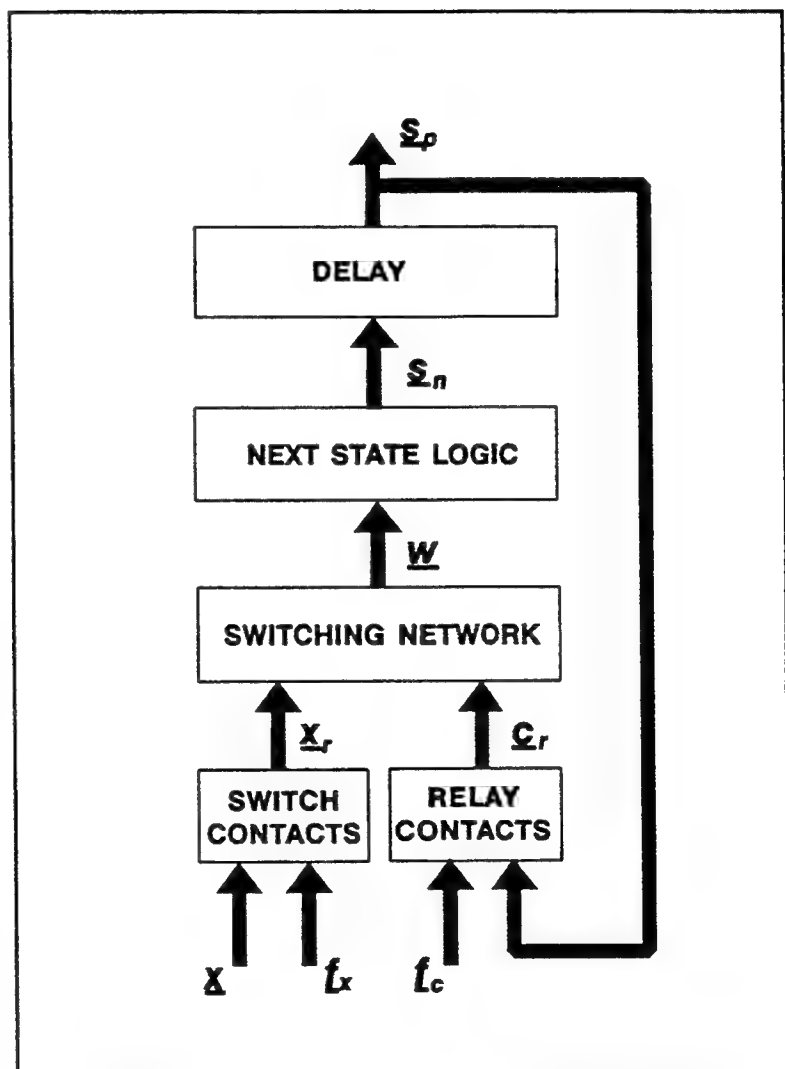 S_p
DELAY
S_n
NEXT STATE LOGIC
W
SWITCHING NETWORK
X_r
C_r
SWITCH
CONTACTS
RELAY
CONTACTS
X
f_x
f_c